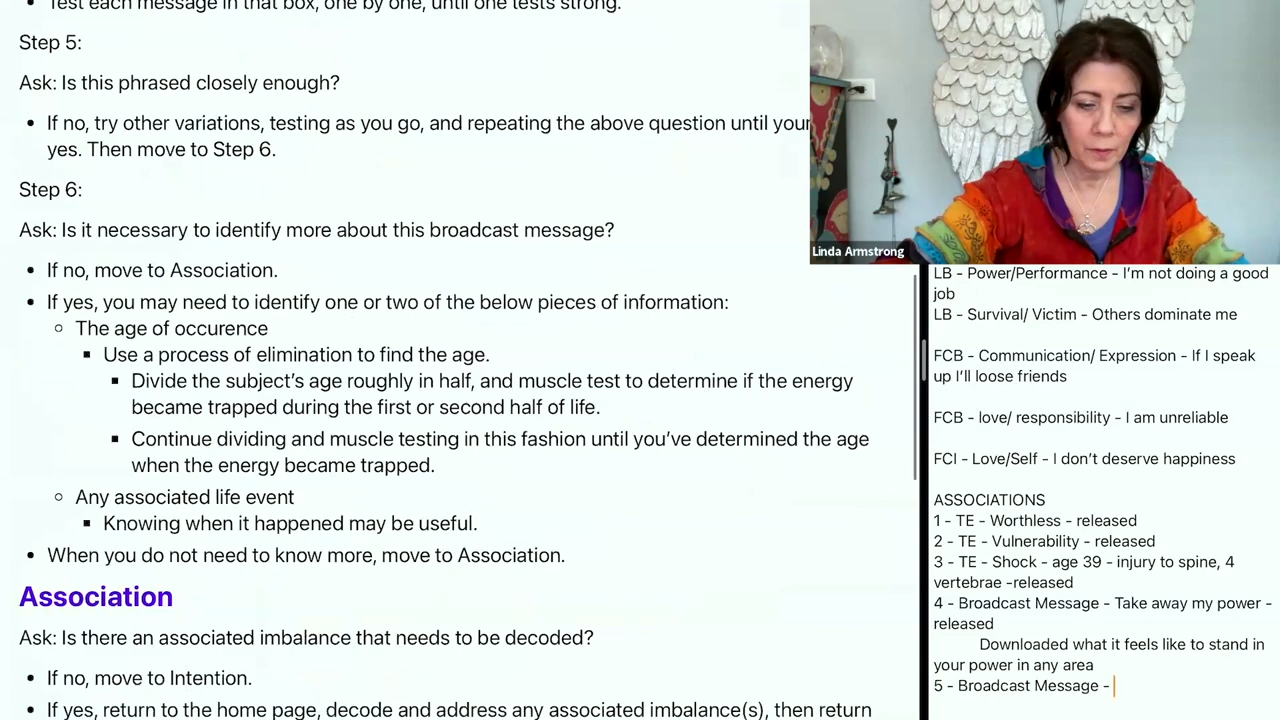 Test each message in that box, one by one, until one tests strong.
Step 5:
Ask: Is this phrased closely enough?
If no, try other variations, testing as you go, and repeating the above question until your
yes. Then move to Step 6.
Step 6:
Ask: Is it necessary to identify more about this broadcast message?
If no, move to Association.
If yes, you may need to identify one or two of the below pieces of information:
The age of occurence
Use a process of elimination to find the age.
Divide the subject's age roughly in half, and muscle test to determine if the energy
became trapped during the first or second half of life.
Continue dividing and muscle testing in this fashion until you've determined the age
when the energy became trapped.
Any associated life event
Knowing when it happened may be useful.
When you do not need to know more, move to Association.
Association
Ask: Is there an associated imbalance that needs to be decoded?
If no, move to Intention.
If yes, return to the home page, decode and address any associated imbalance(s), then return
Linda Armstrong
LB - Power/Performance - I'm not doing a good
job
LB - Survival/ Victim - Others dominate me
FCB - Communication/ Expression - If I speak
up I'll loose friends
FCB - love/ responsibility - I am unreliable
FCI - Love/Self - I don't deserve happiness
ASSOCIATIONS
1 - TE - Worthless - released
2 - TE - Vulnerability - released
3 - TE - Shock - age 39 - injury to spine, 4
vertebrae -released
4 - Broadcast Message - Take away my power -
released
Downloaded what it feels like to stand in
your power in any area
5 - Broadcast Message -